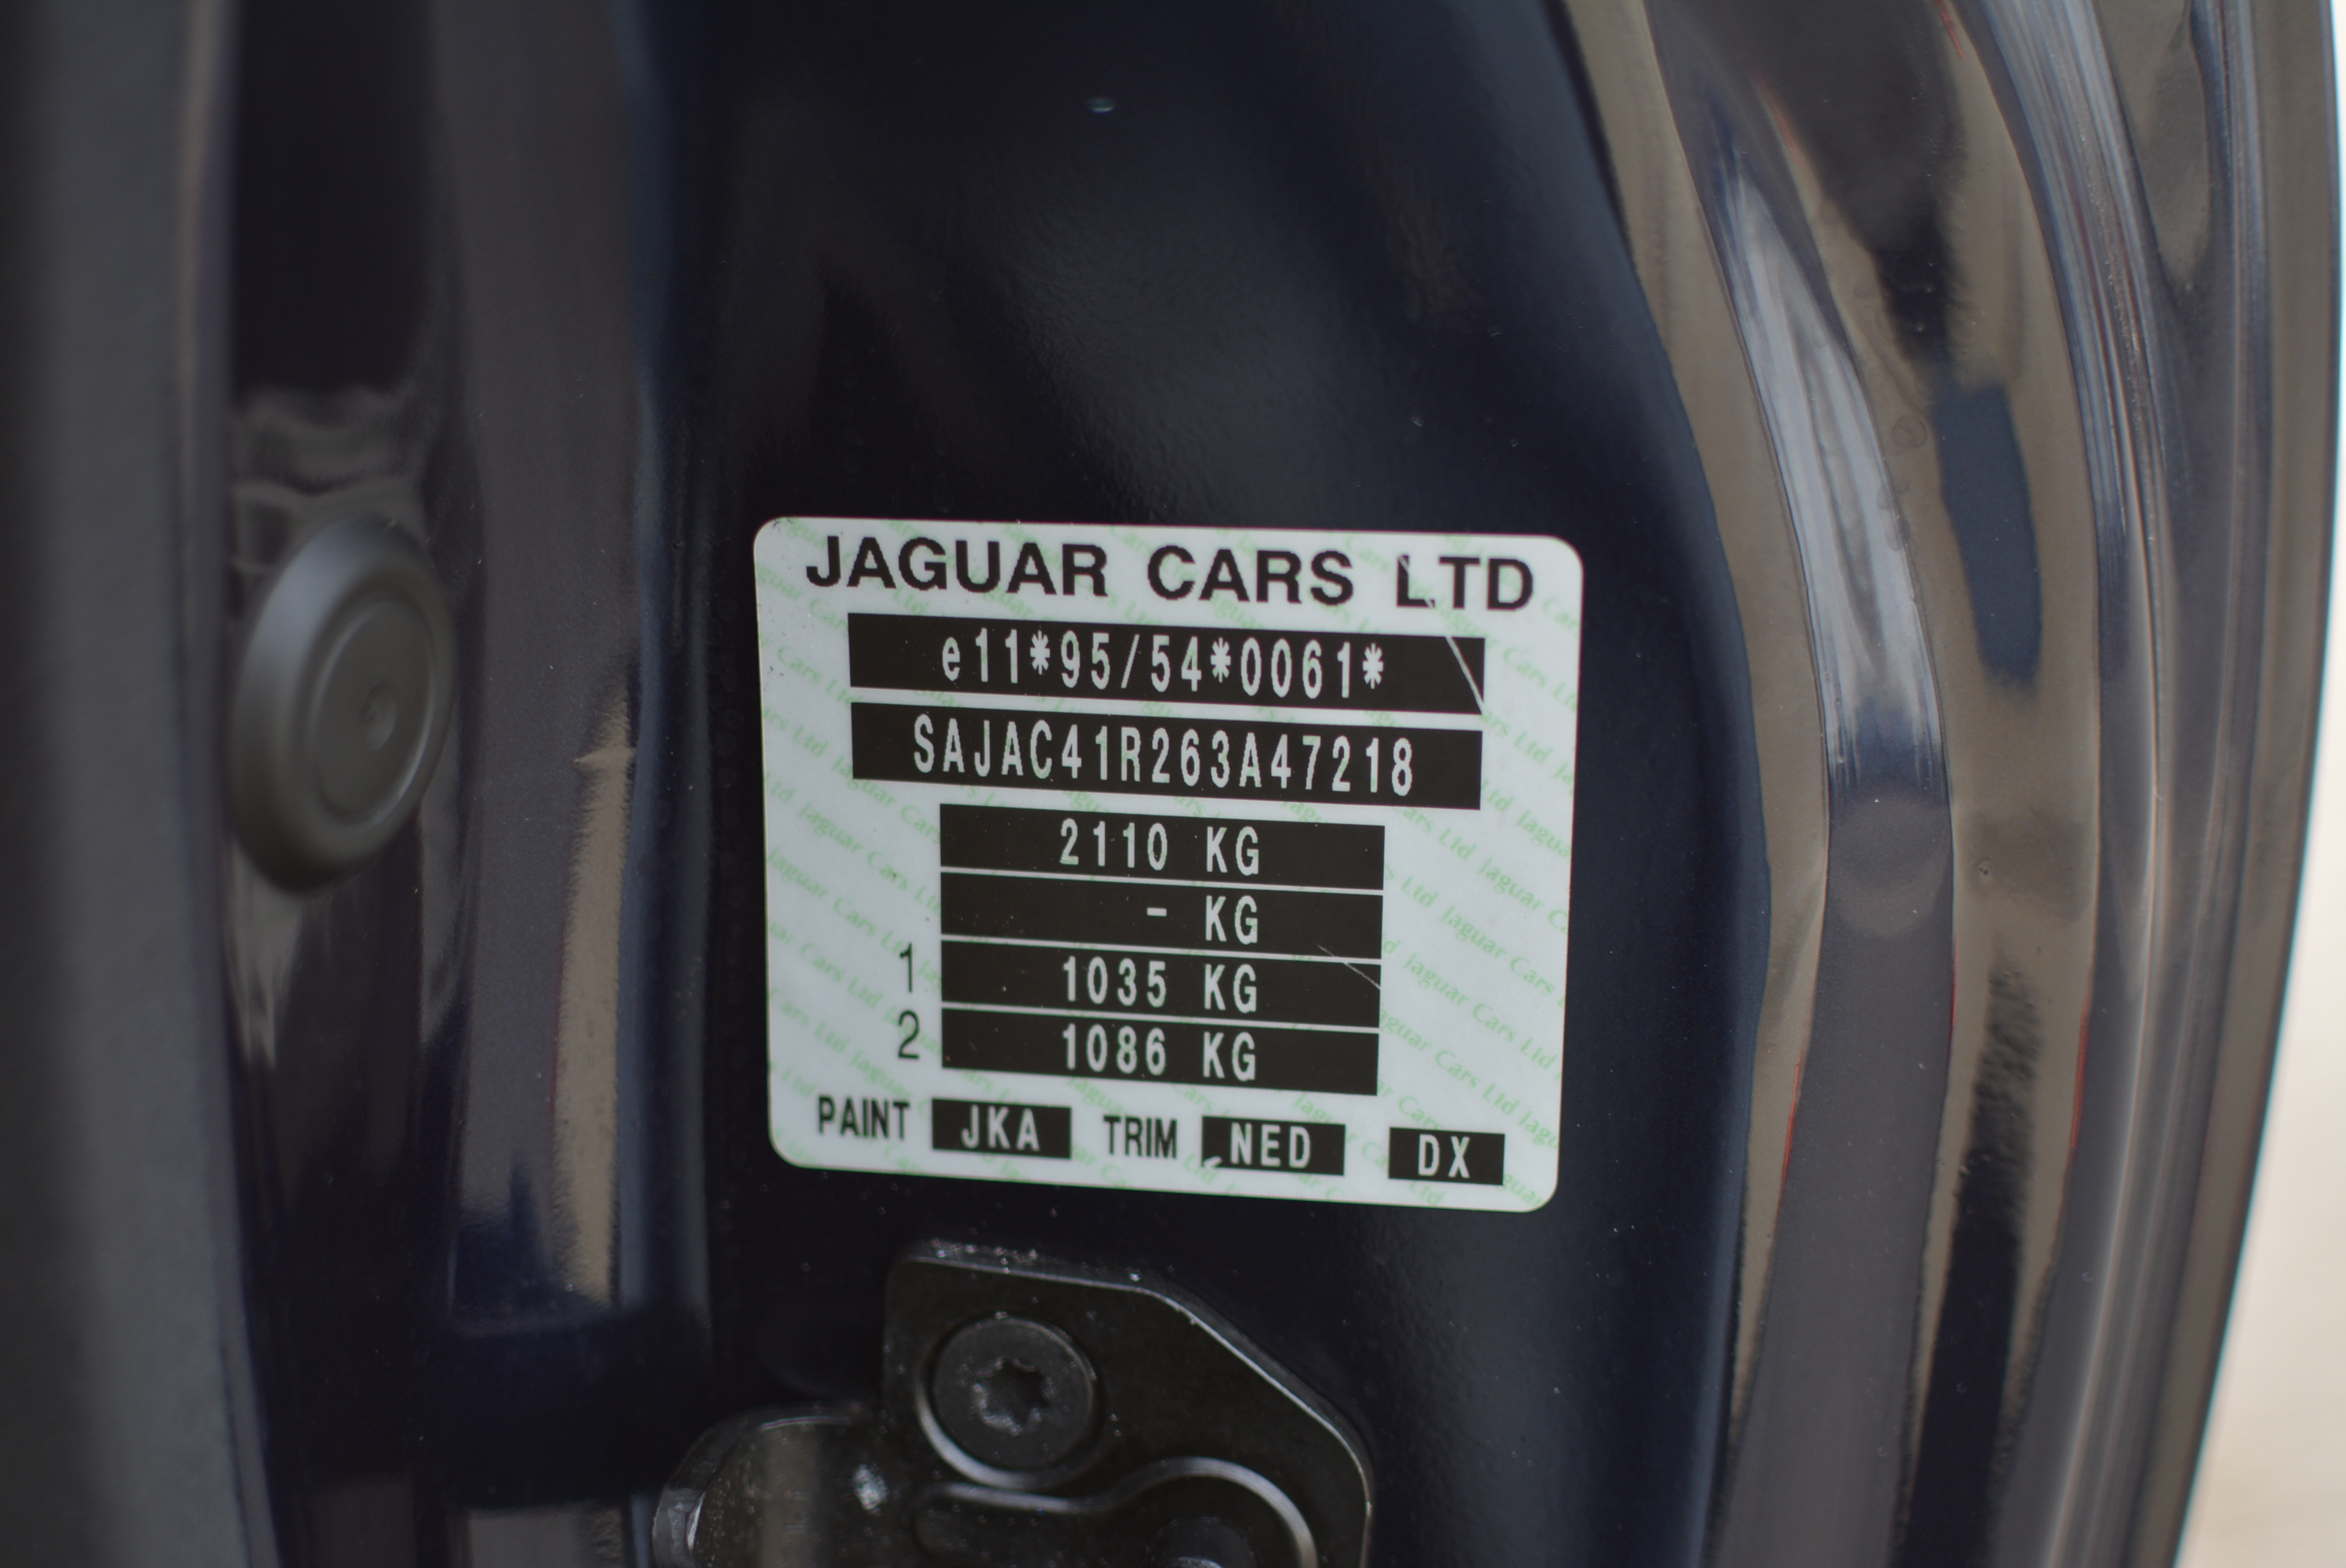 JAGUAR CARS LTD
e11*95/54*0061*
SAJAC41R263A47218
2110 KG
- KG
1 1035 KG
2 1086 KG
PAINT JKA TRIM NED DX